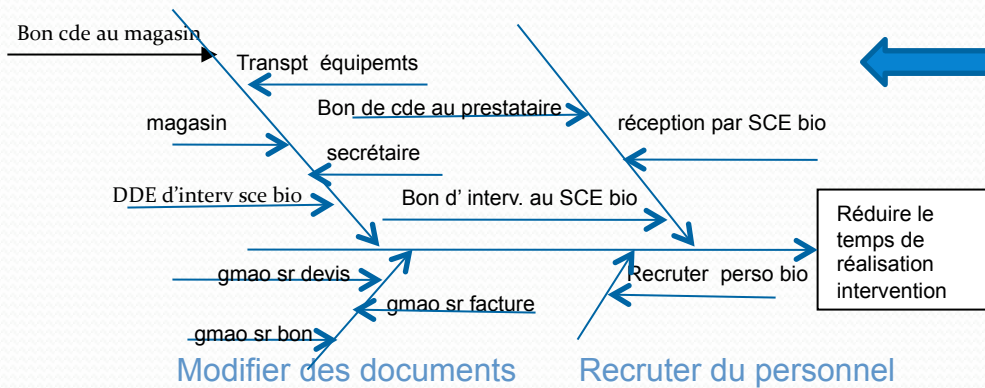 Bon cde au magasin
Transpt équipemts
Bon de cde au prestataire
magasin
réception par SCE bio
secrétaire
DDE d'interv sce bio
Bon d' interv. au SCE bio
Réduire le
temps de
réalisation
intervention
gmao sr devis
Recruter perso bio
gmao sr facture
gmao sr bon
Modifier des documents
Recruter du personnel